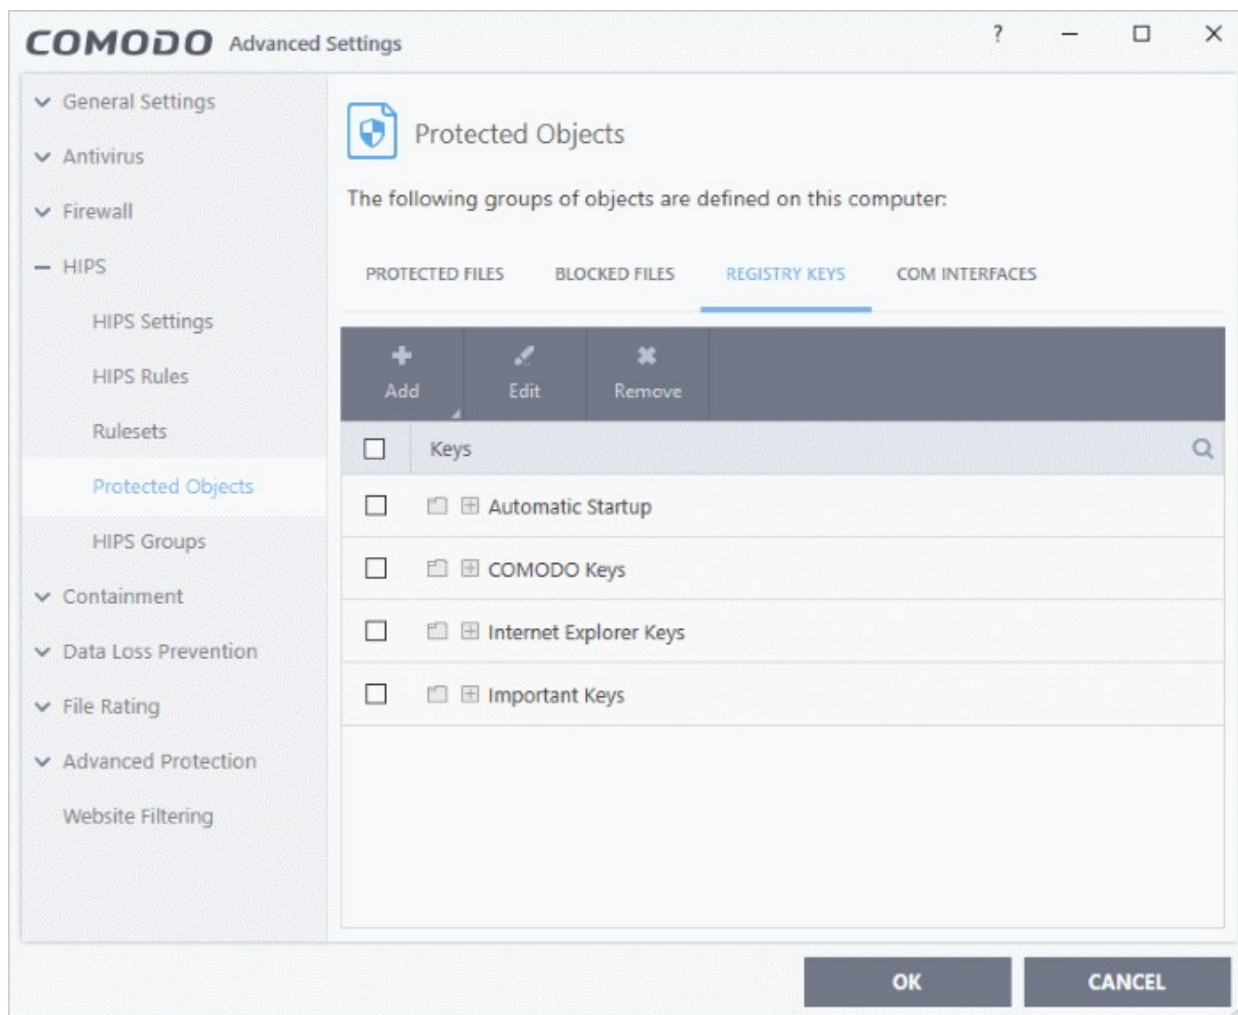 COMODO Advanced Settings ?
General Settings
Antivirus
Firewall
HIPS
HIPS Settings
HIPS Rules
Rulesets
Protected Objects
HIPS Groups
Containment
Data Loss Prevention
File Rating
Advanced Protection
Website Filtering
Protected Objects
The following groups of objects are defined on this computer:
PROTECTED FILES BLOCKED FILES REGISTRY KEYS COM INTERFACES
Add Edit Remove
Keys
Automatic Startup
COMODO Keys
Internet Explorer Keys
Important Keys
OK CANCEL